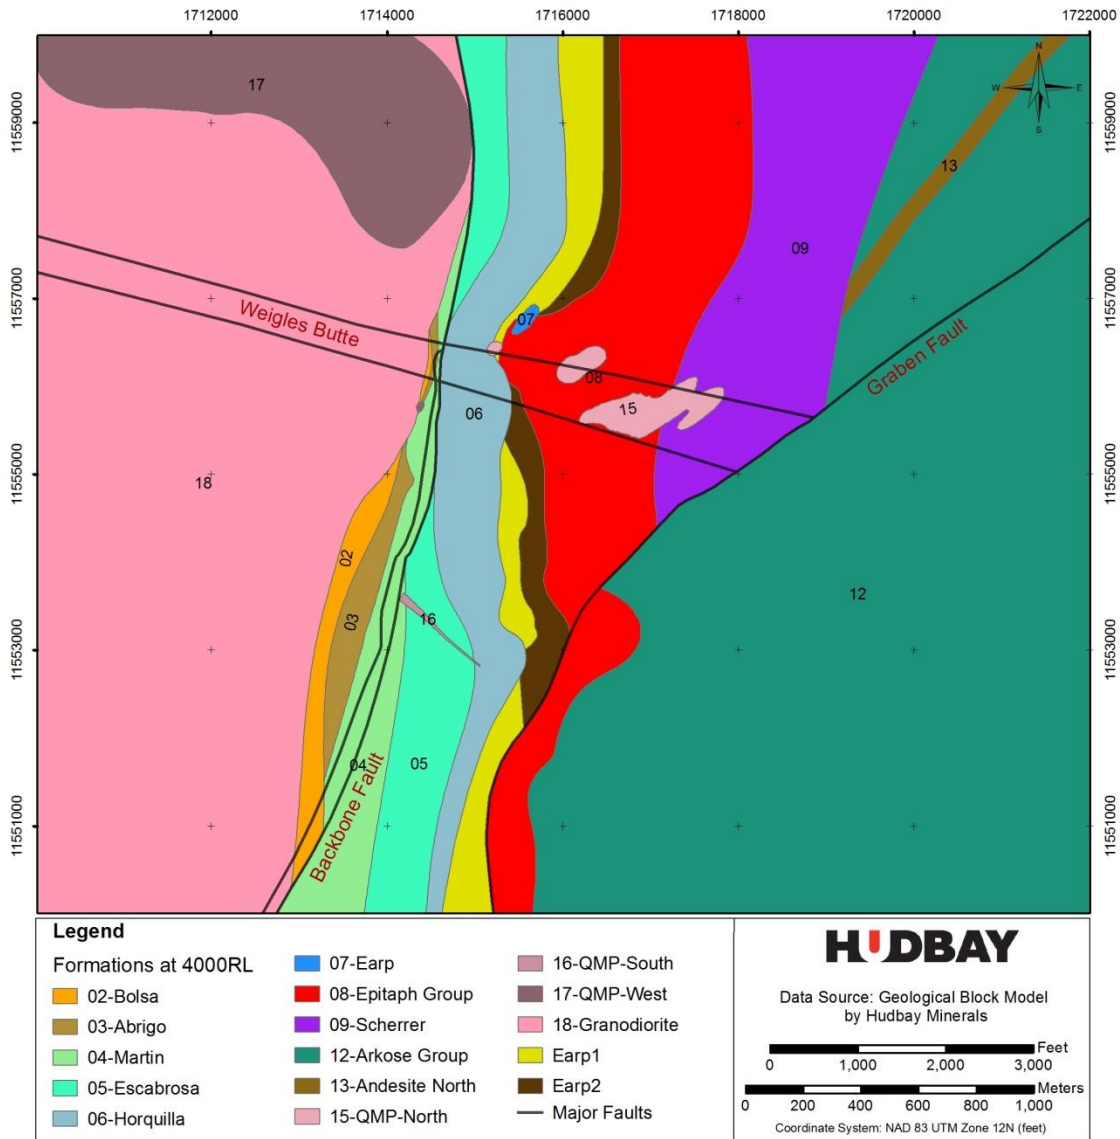 1712000 1714000 1716000 1718000 1720000 1722000
N
W E
S
11559000 11559000
17
13
09
11557000 11557000
Weigles Butte
07
Graben Fault
08
15
06
11555000 11555000
18
02
12
03
16
11553000 11553000
05
04
Backbone Fault
11551000 11551000
Legend
Formations at 4000RL
02-Bolsa
03-Abrigo
04-Martin
05-Escabrosa
06-Horquilla
07-Earp
08-Epitaph Group
09-Scherrer
12-Arkose Group
13-Andesite North
15-QMP-North
16-QMP-South
17-QMP-West
18-Granodiorite
Earp1
Earp2
Major Faults
HUDBAY
Data Source: Geological Block Model
by Hudbay Minerals
Feet
0 1,000 2,000 3,000
Meters
0 200 400 600 800 1,000
Coordinate System: NAD 83 UTM Zone 12N (feet)